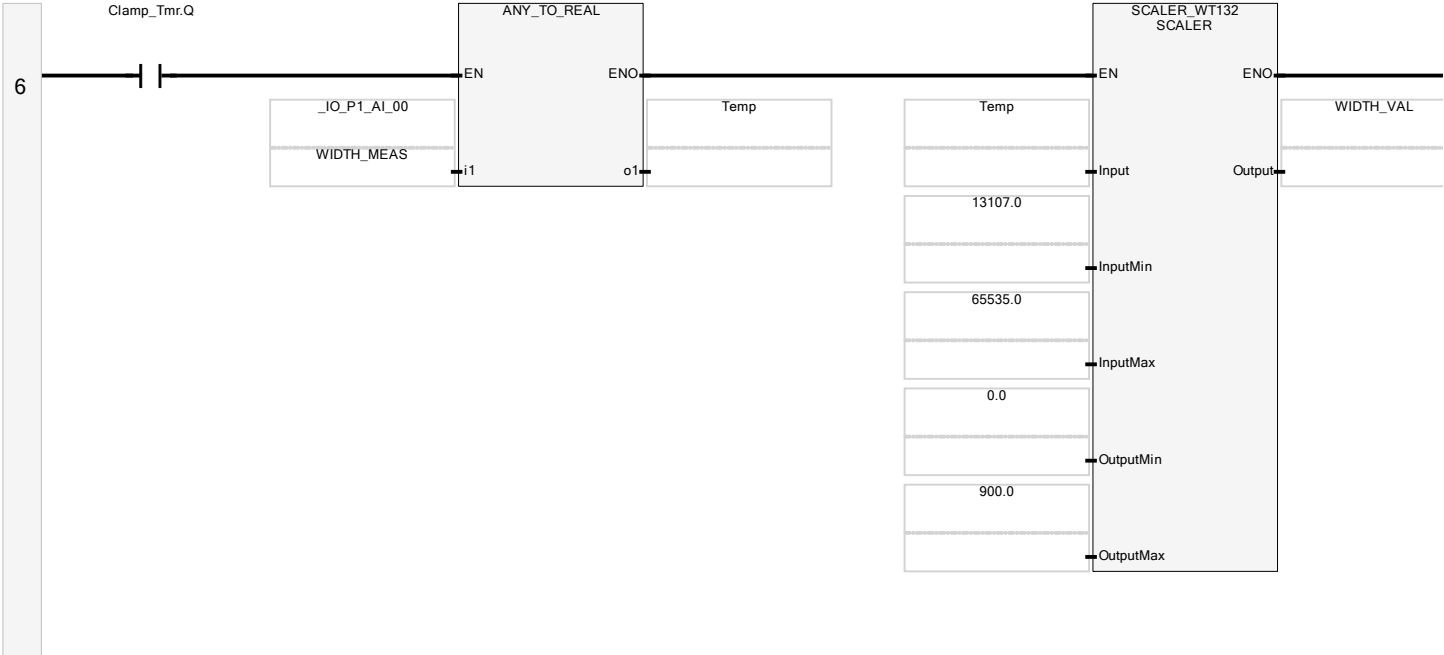 Clamp_Tmr.Q
ANY_TO_REAL
SCALER_WT132
SCALER
6
EN
ENO
EN
ENO
_IO_P1_AI_00
Temp
Temp
WIDTH_VAL
WIDTH_MEAS
i1
o1
Input
Output
13107.0
InputMin
65535.0
InputMax
0.0
OutputMin
900.0
OutputMax